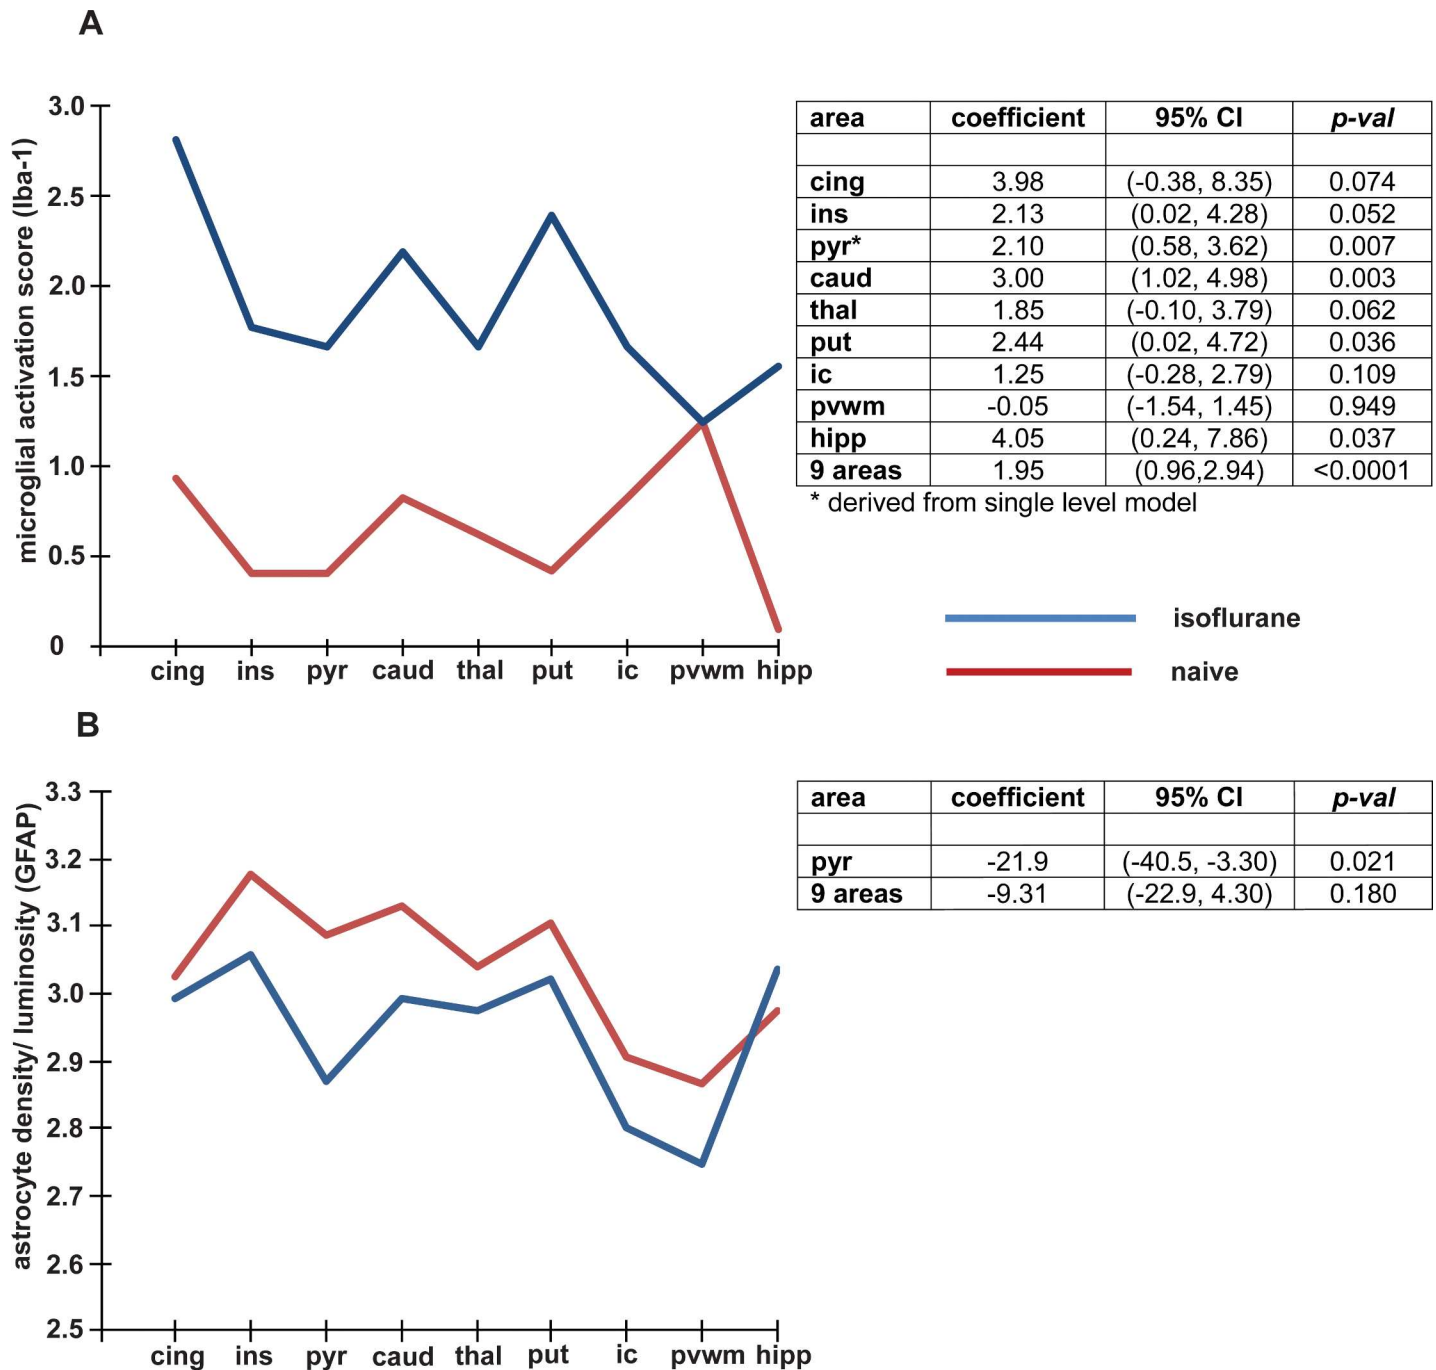 A
microglial activation score (Iba-1)
3.0
2.5
2.0
1.5
1.0
0.5
0
cing ins pyr caud thal put ic pvwm hipp
area coefficient 95% CI p-val
cing 3.98 (-0.38, 8.35) 0.074
ins 2.13 (0.02, 4.28) 0.052
pyr* 2.10 (0.58, 3.62) 0.007
caud 3.00 (1.02, 4.98) 0.003
thal 1.85 (-0.10, 3.79) 0.062
put 2.44 (0.02, 4.72) 0.036
ic 1.25 (-0.28, 2.79) 0.109
pvwm -0.05 (-1.54, 1.45) 0.949
hipp 4.05 (0.24, 7.86) 0.037
9 areas 1.95 (0.96,2.94) <0.0001
* derived from single level model
isoflurane
naive
B
astrocyte density/ luminosity (GFAP)
3.3
3.2
3.1
3.0
2.9
2.8
2.7
2.6
2.5
cing ins pyr caud thal put ic pvwm hipp
area coefficient 95% CI p-val
pyr -21.9 (-40.5, -3.30) 0.021
9 areas -9.31 (-22.9, 4.30) 0.180